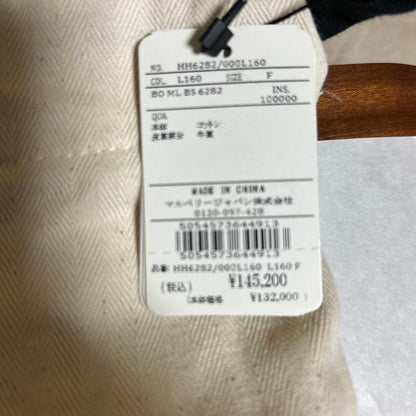 NO. HH6282/000L160
COL. L160 SIZE F
BO ML BS 6282 INS.
100000
QUA.
本体 コットン
皮革部分 牛革
MADE IN CHINA
マルベリージャパン株式会社
0120-097-428
5054573644913
5054573644913
品番: HH6282/000L160 L160 F
(税込) ¥145,200
(本体価格 ¥132,000)